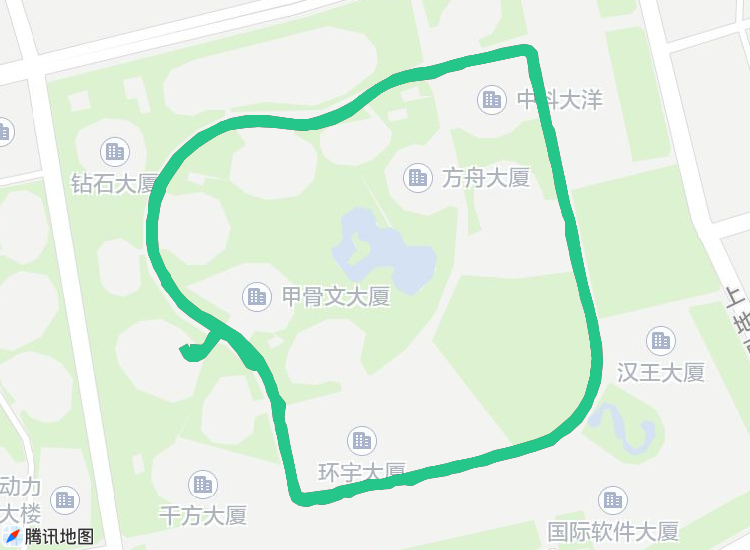 中科大洋
方舟大厦
钻石大厦
甲骨文大厦
上地
汉王大厦
环宇大厦
动力
大楼
千方大厦
国际软件大厦
腾讯地图